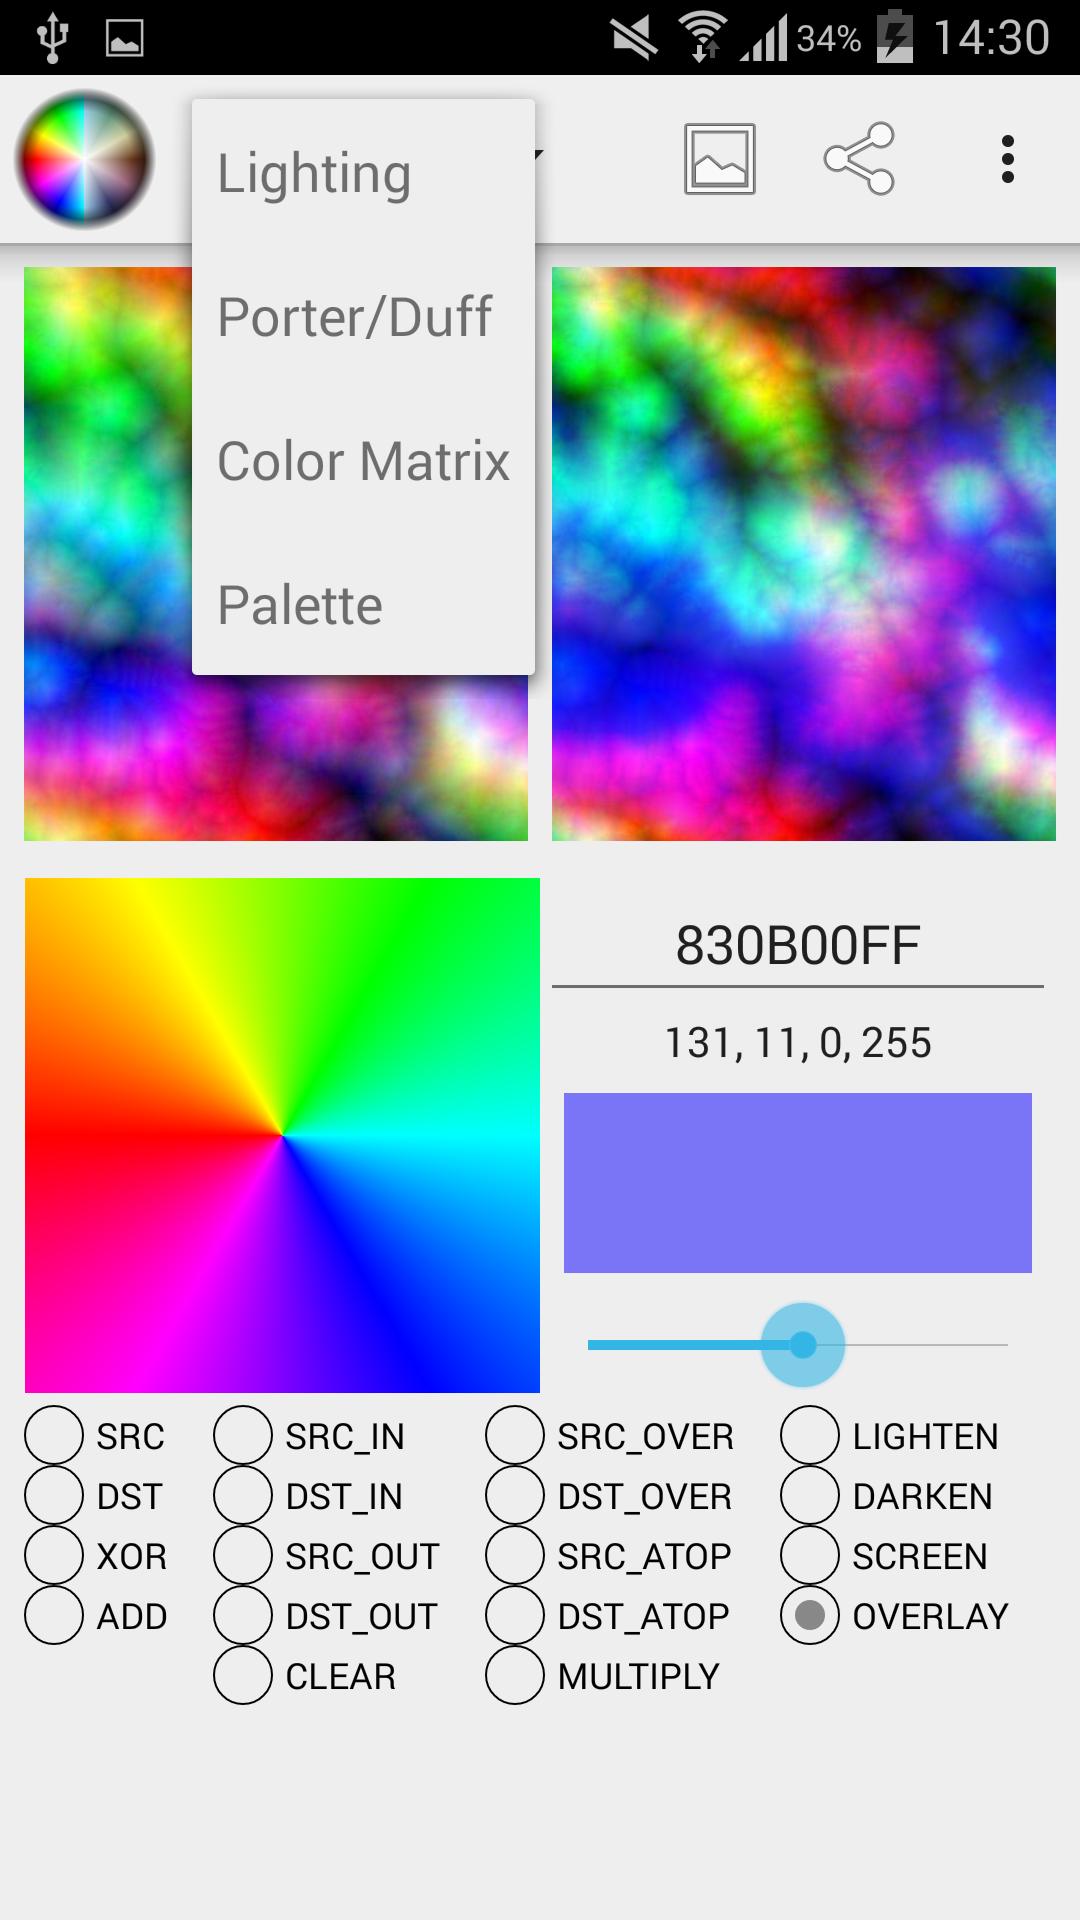 34% 14:30
Lighting
Porter/Duff
Color Matrix
Palette
830B00FF
131, 11, 0, 255
SRC SRC_IN SRC_OVER LIGHTEN
DST DST_IN DST_OVER DARKEN
XOR SRC_OUT SRC_ATOP SCREEN
ADD DST_OUT DST_ATOP OVERLAY
CLEAR MULTIPLY